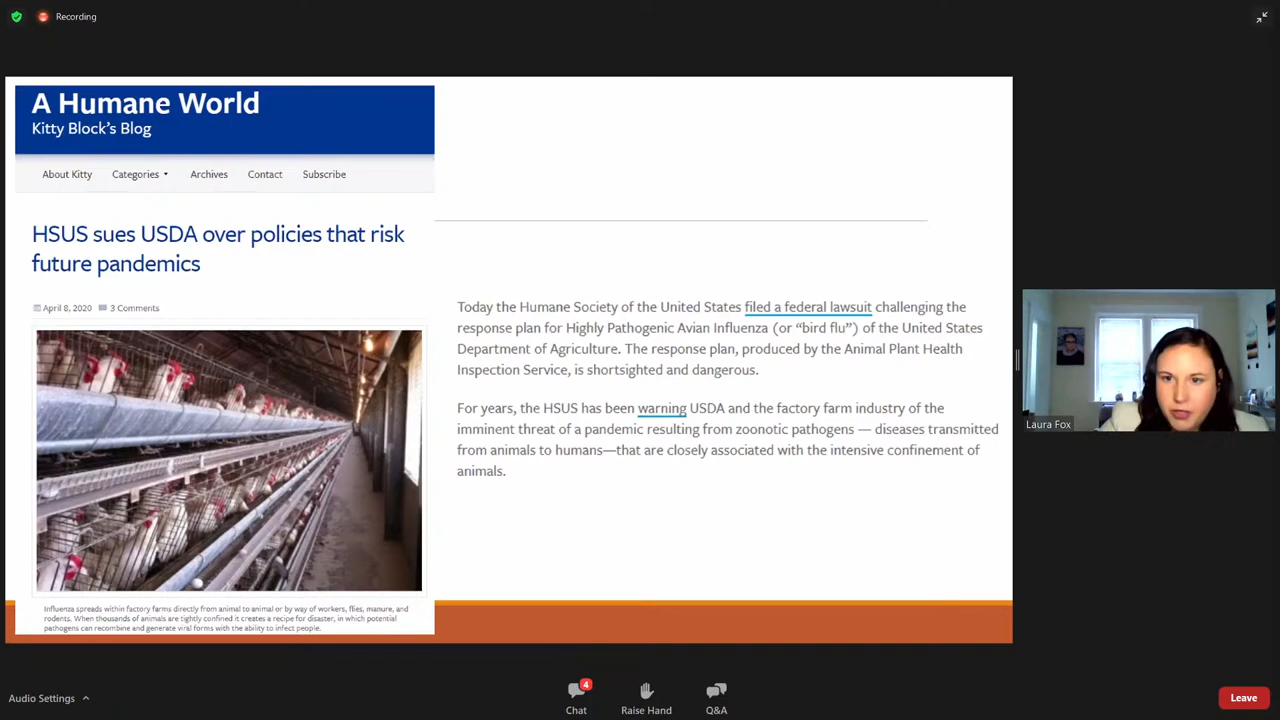 Recording
A Humane World
Kitty Block's Blog
About Kitty Categories Archives Contact Subscribe
HSUS sues USDA over policies that risk
future pandemics
April 8, 2020 3 Comments
Influenza spreads within factory farms directly from animal to animal or by way of workers, flies, manure, and
rodents. When thousands of animals are tightly confined it creates a recipe for disaster, in which potential
pathogens can recombine and generate viral forms with the ability to infect people.
Today the Humane Society of the United States filed a federal lawsuit challenging the
response plan for Highly Pathogenic Avian Influenza (or “bird flu”) of the United States
Department of Agriculture. The response plan, produced by the Animal Plant Health
Inspection Service, is shortsighted and dangerous.
For years, the HSUS has been warning USDA and the factory farm industry of the
imminent threat of a pandemic resulting from zoonotic pathogens — diseases transmitted
from animals to humans—that are closely associated with the intensive confinement of
animals.
Laura Fox
Audio Settings
4
Chat
Raise Hand
Q&A
Leave